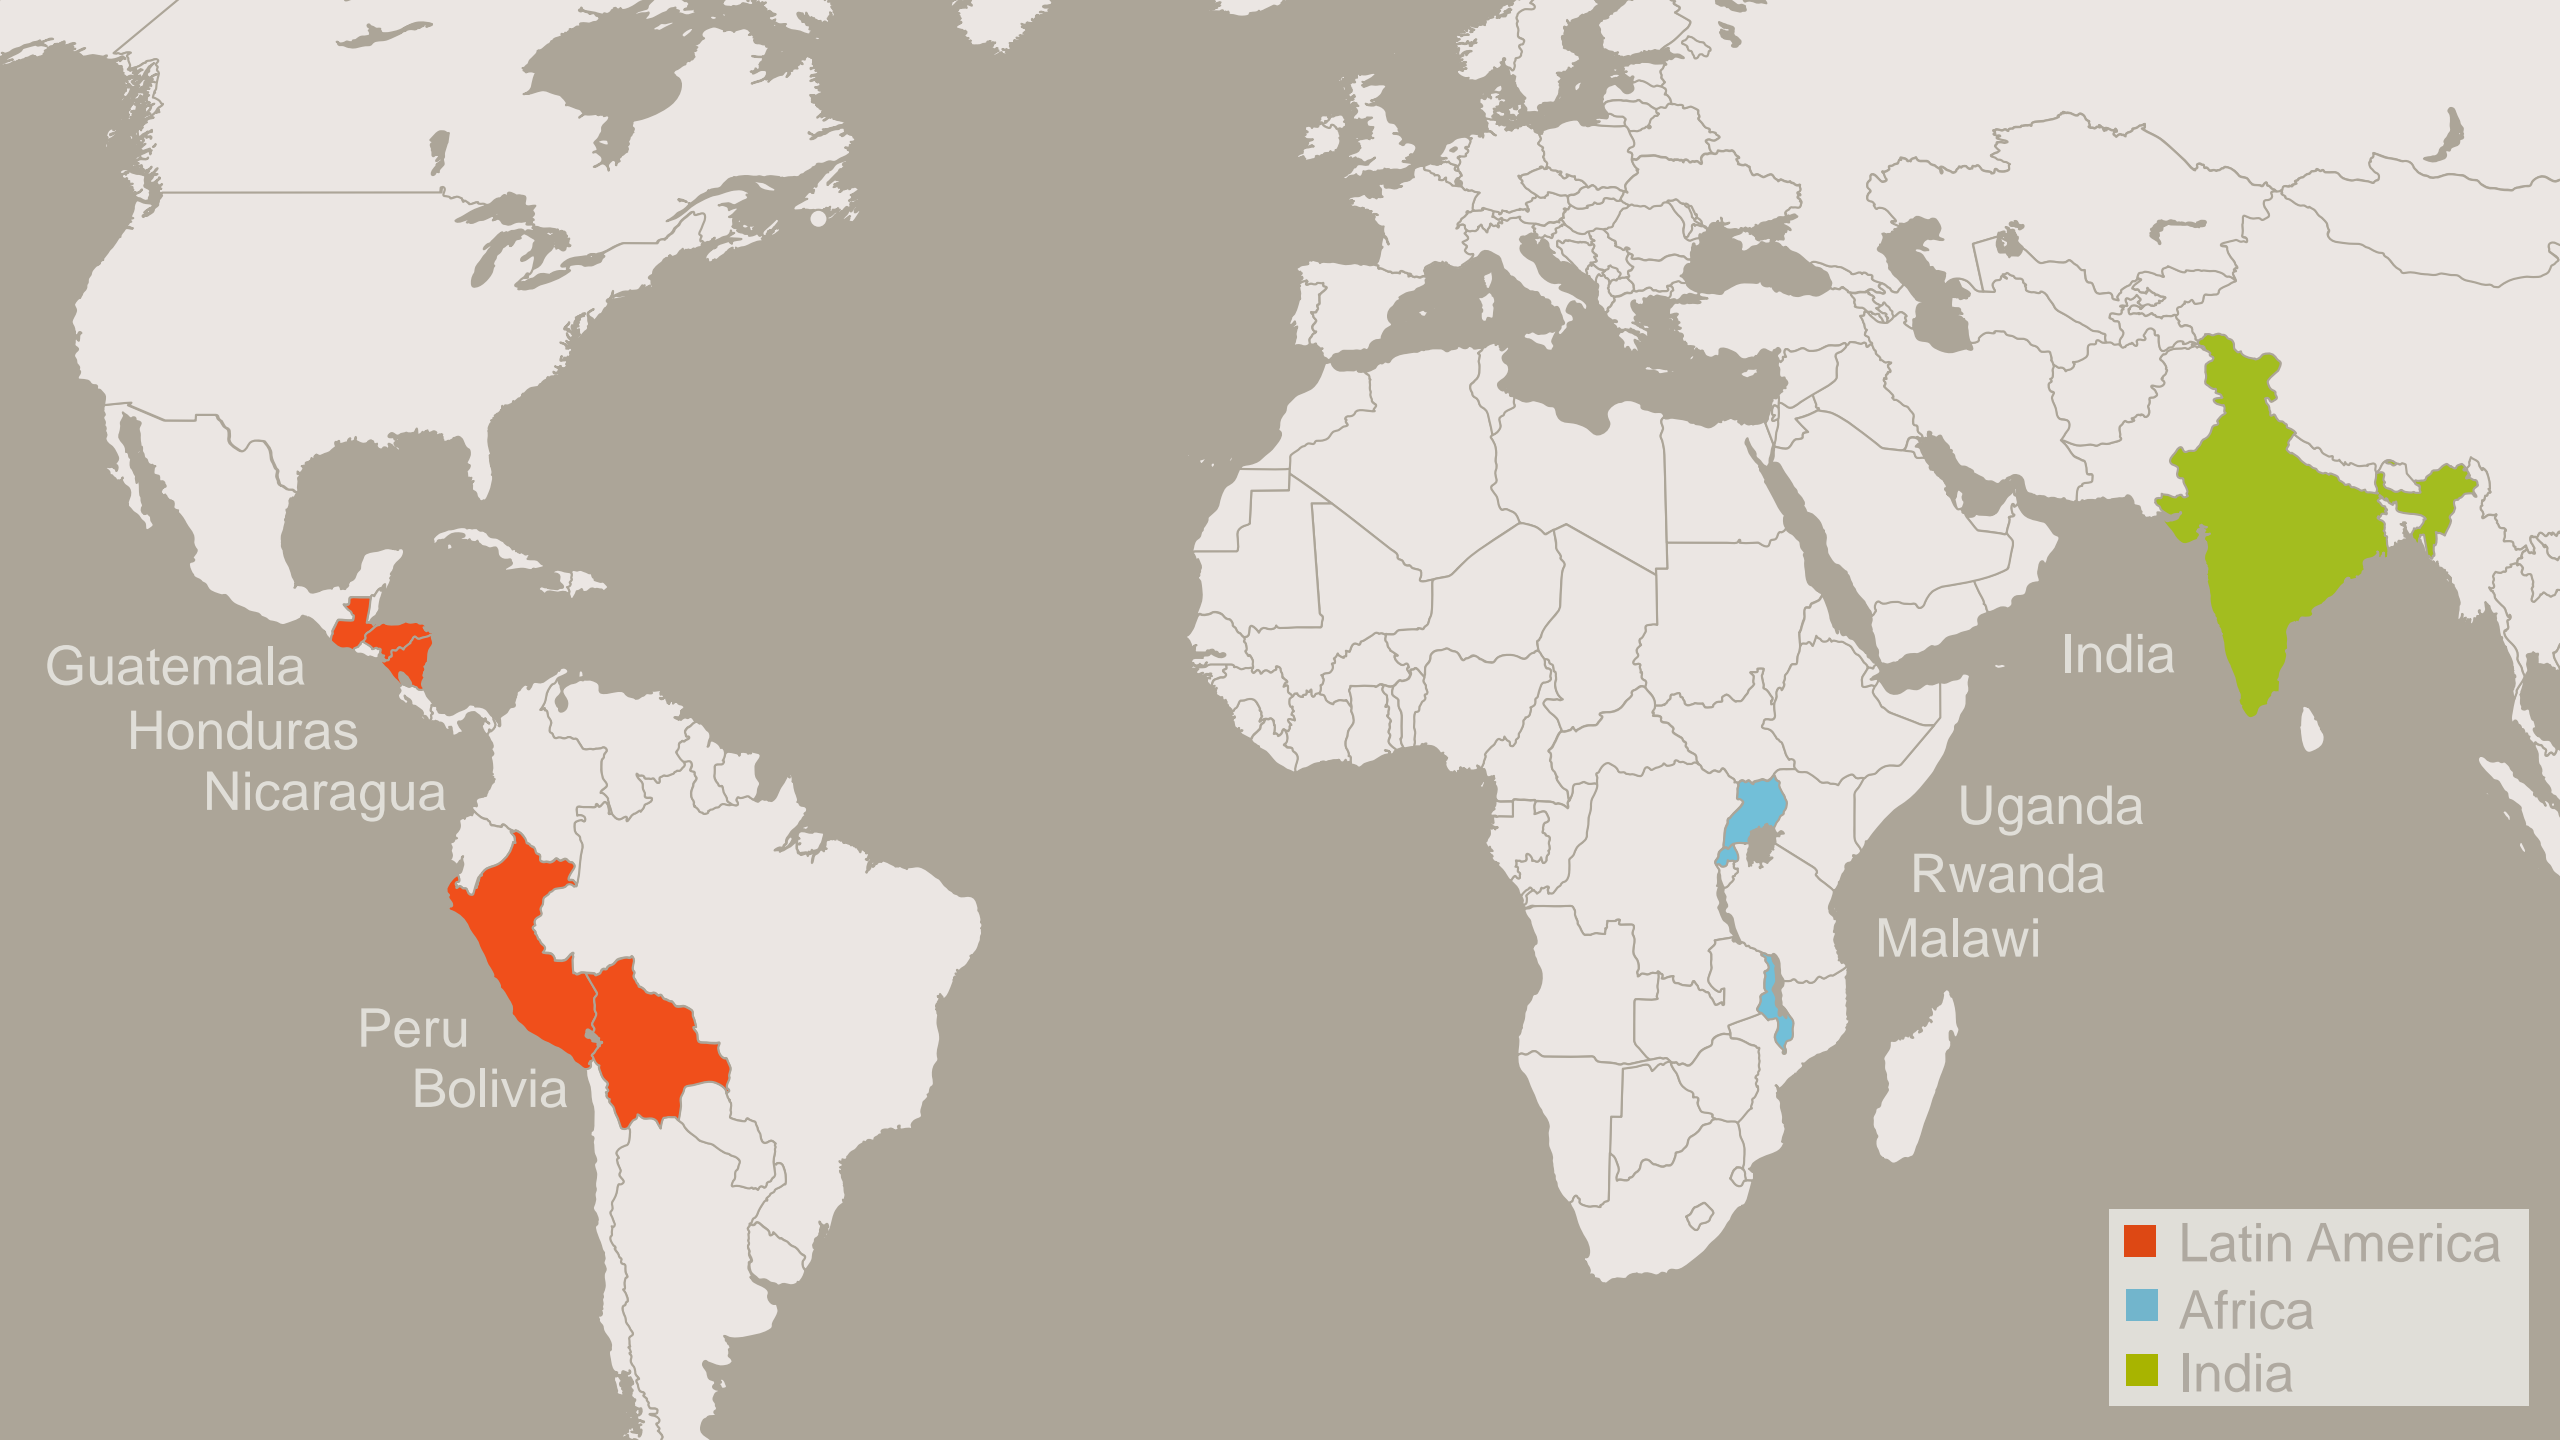 Guatemala
Honduras
Nicaragua
Peru
Bolivia
India
Uganda
Rwanda
Malawi
Latin America
Africa
India